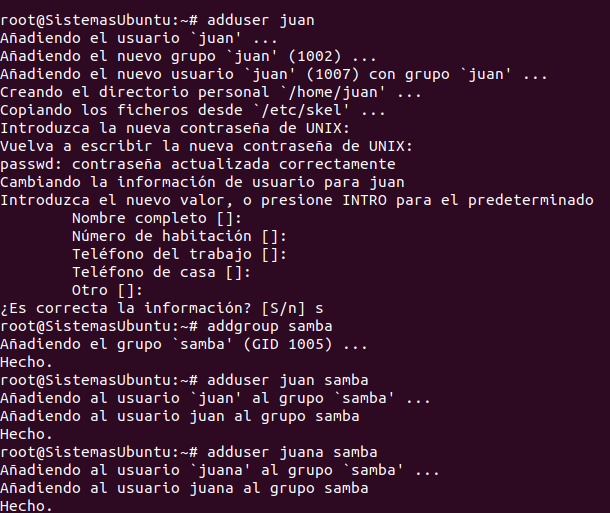 root@SistemasUbuntu:~# adduser juan
Añadiendo el usuario `juan' ...
Añadiendo el nuevo grupo `juan' (1002) ...
Añadiendo el nuevo usuario `juan' (1007) con grupo `juan' ...
Creando el directorio personal `/home/juan' ...
Copiando los ficheros desde `/etc/skel' ...
Introduzca la nueva contraseña de UNIX:
Vuelva a escribir la nueva contraseña de UNIX:
passwd: contraseña actualizada correctamente
Cambiando la información de usuario para juan
Introduzca el nuevo valor, o presione INTRO para el predeterminado
        Nombre completo []:
        Número de habitación []:
        Teléfono del trabajo []:
        Teléfono de casa []:
        Otro []:
¿Es correcta la información? [S/n] s
root@SistemasUbuntu:~# addgroup samba
Añadiendo el grupo `samba' (GID 1005) ...
Hecho.
root@SistemasUbuntu:~# adduser juan samba
Añadiendo al usuario `juan' al grupo `samba' ...
Añadiendo al usuario juan al grupo samba
Hecho.
root@SistemasUbuntu:~# adduser juana samba
Añadiendo al usuario `juana' al grupo `samba' ...
Añadiendo al usuario juana al grupo samba
Hecho.